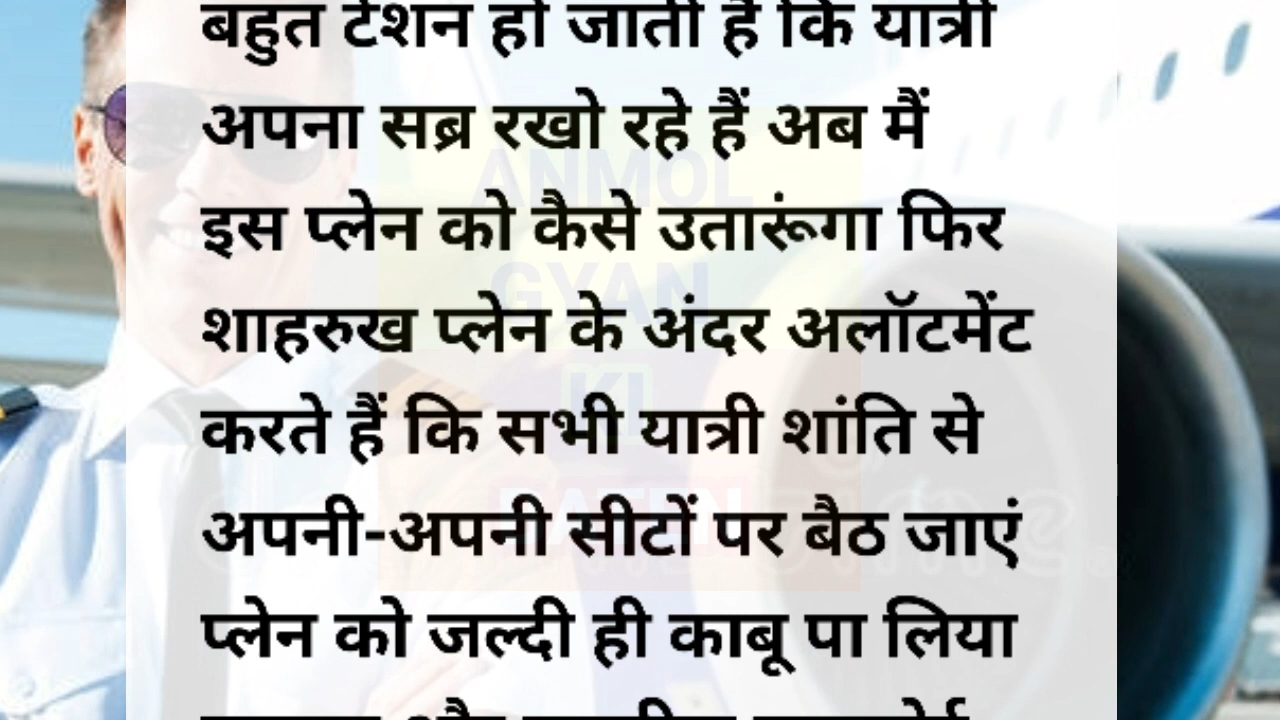 बहुत टेंशन हो जाती है कि यात्री
अपना सब्र रखो रहे हैं अब मैं
इस प्लेन को कैसे उतारूंगा फिर
शाहरुख प्लेन के अंदर अलॉटमेंट
करते हैं कि सभी यात्री शांति से
अपनी-अपनी सीटों पर बैठ जाएं
प्लेन को जल्दी ही काबू पा लिया
ANMOL
GYAN
KI
BATEN